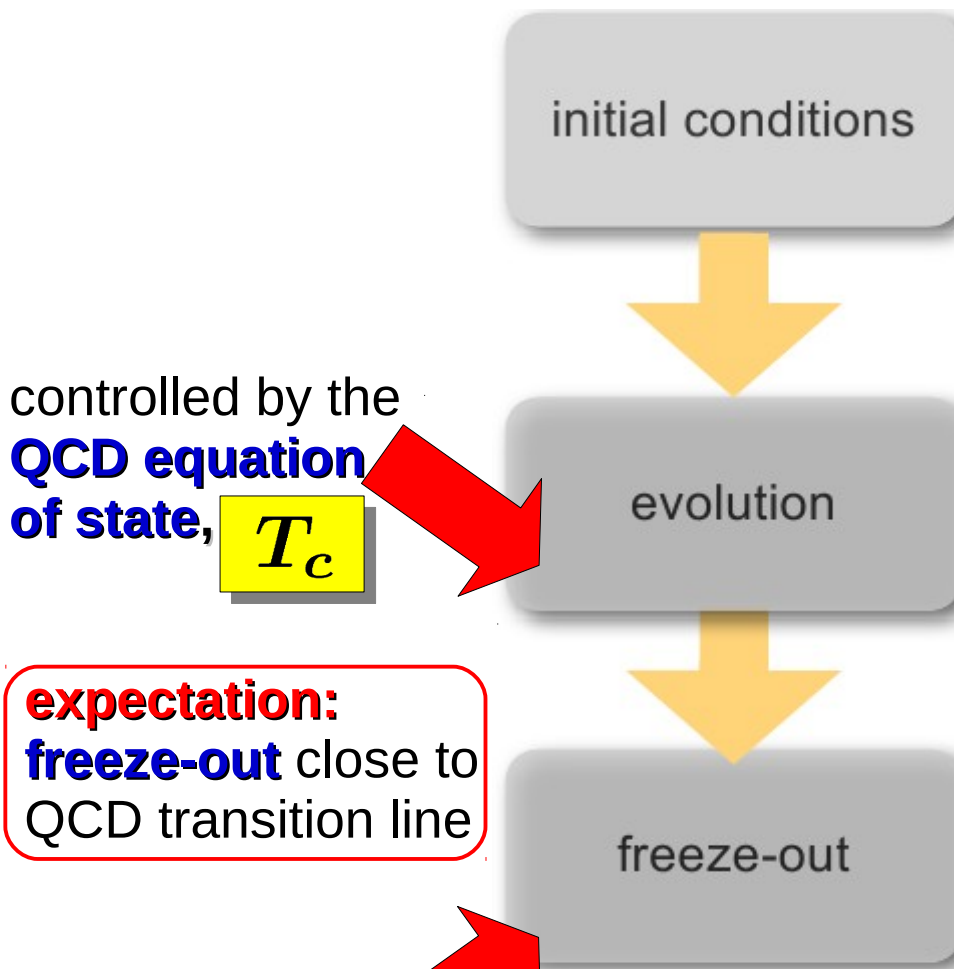 initial conditions
controlled by the
QCD equation
of state, T_c
evolution
expectation:
freeze-out close to
QCD transition line
freeze-out